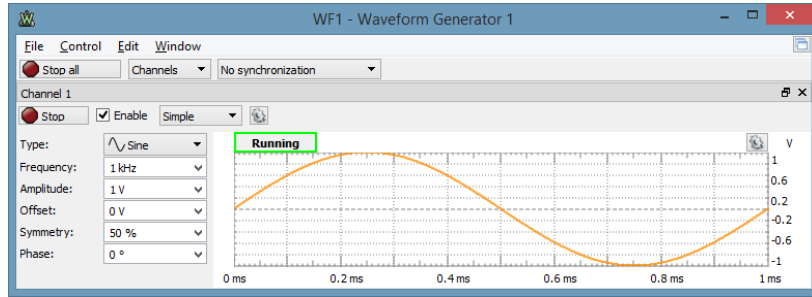 WF1 - Waveform Generator 1
File Control Edit Window
Stop all Channels No synchronization
Channel 1
Stop Enable Simple
Type: Sine
Frequency: 1 kHz
Amplitude: 1 V
Offset: 0 V
Symmetry: 50 %
Phase: 0 °
Running V
1
0.6
0.2
-0.2
-0.6
-1
0 ms 0.2 ms 0.4 ms 0.6 ms 0.8 ms 1 ms